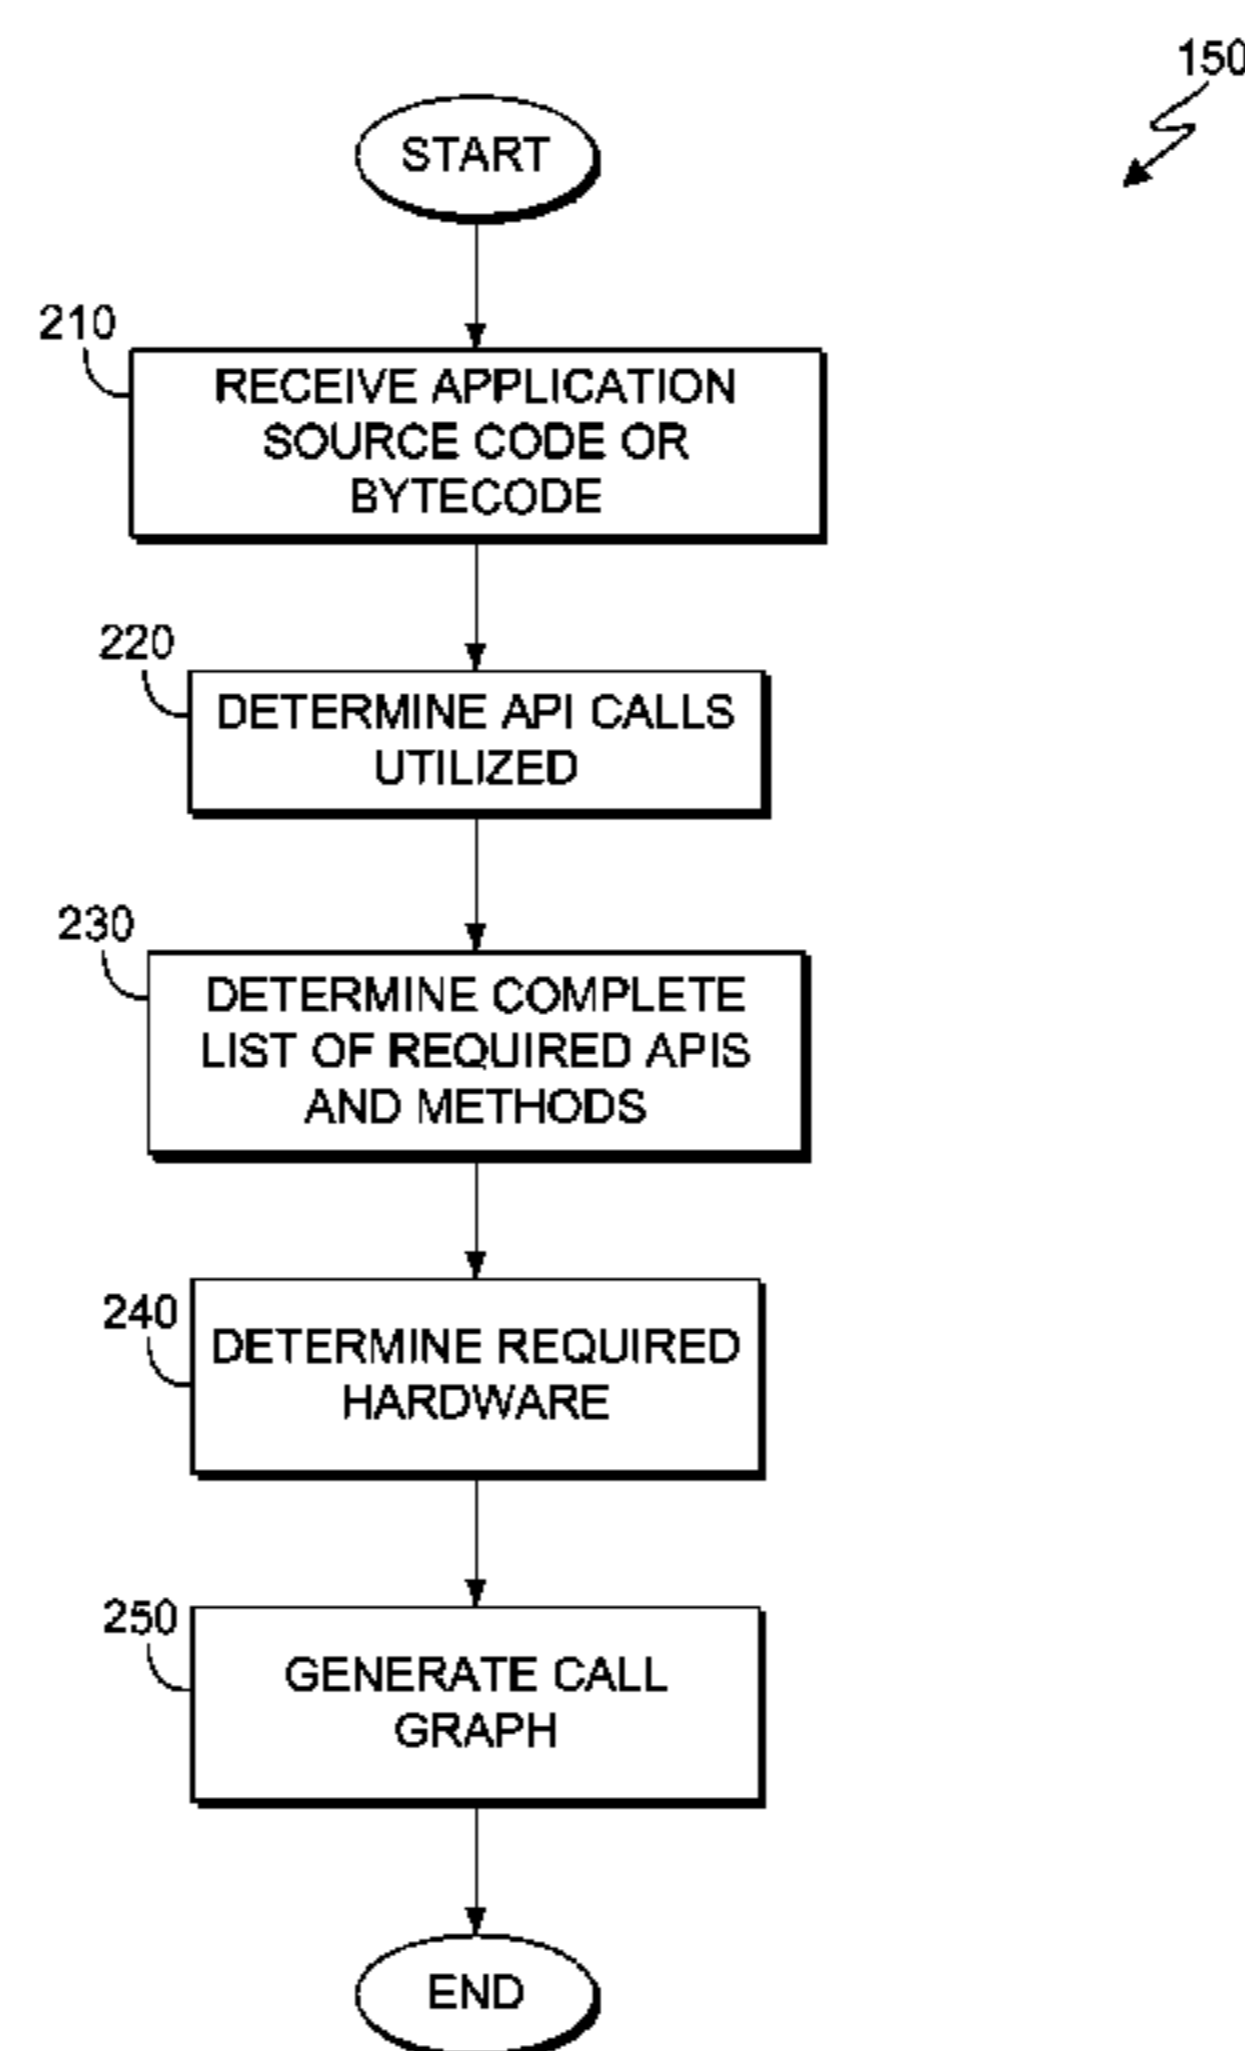 150
START
210
RECEIVE APPLICATION
SOURCE CODE OR
BYTECODE
220
DETERMINE API CALLS
UTILIZED
230
DETERMINE COMPLETE
LIST OF REQUIRED APIS
AND METHODS
240
DETERMINE REQUIRED
HARDWARE
250
GENERATE CALL
GRAPH
END